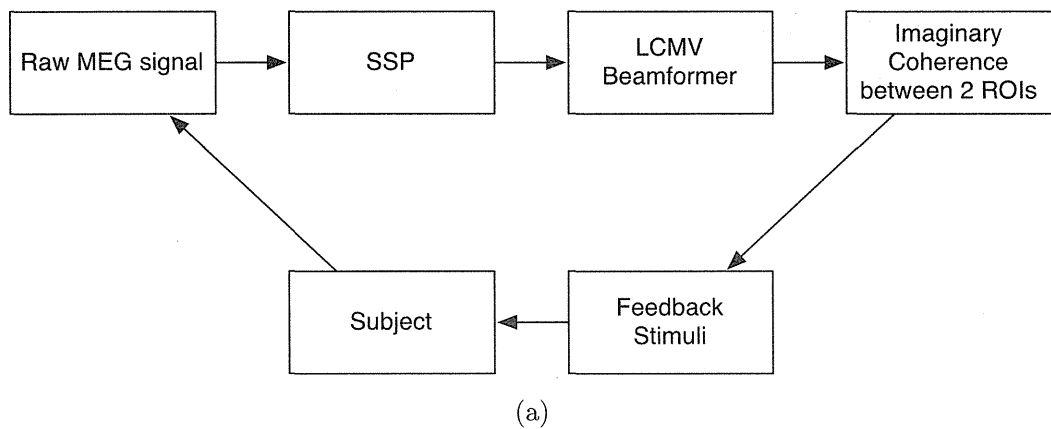 Raw MEG signal
SSP
LCMV
Beamformer
Imaginary
Coherence
between 2 ROIs
Subject
Feedback
Stimuli
(a)